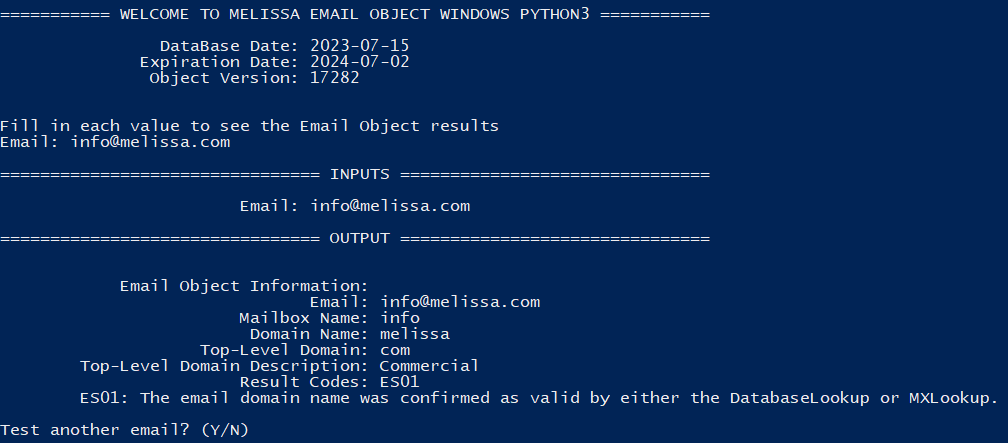 =========== WELCOME TO MELISSA EMAIL OBJECT WINDOWS PYTHON3 ===========
DataBase Date: 2023-07-15
Expiration Date: 2024-07-02
Object Version: 17282
Fill in each value to see the Email Object results
Email: info@melissa.com
================================ INPUTS ===============================
Email: info@melissa.com
================================ OUTPUT ===============================
Email Object Information:
Email: info@melissa.com
Mailbox Name: info
Domain Name: melissa
Top-Level Domain: com
Top-Level Domain Description: Commercial
Result Codes: ES01
ES01: The email domain name was confirmed as valid by either the DatabaseLookup or MXLookup.
Test another email? (Y/N)